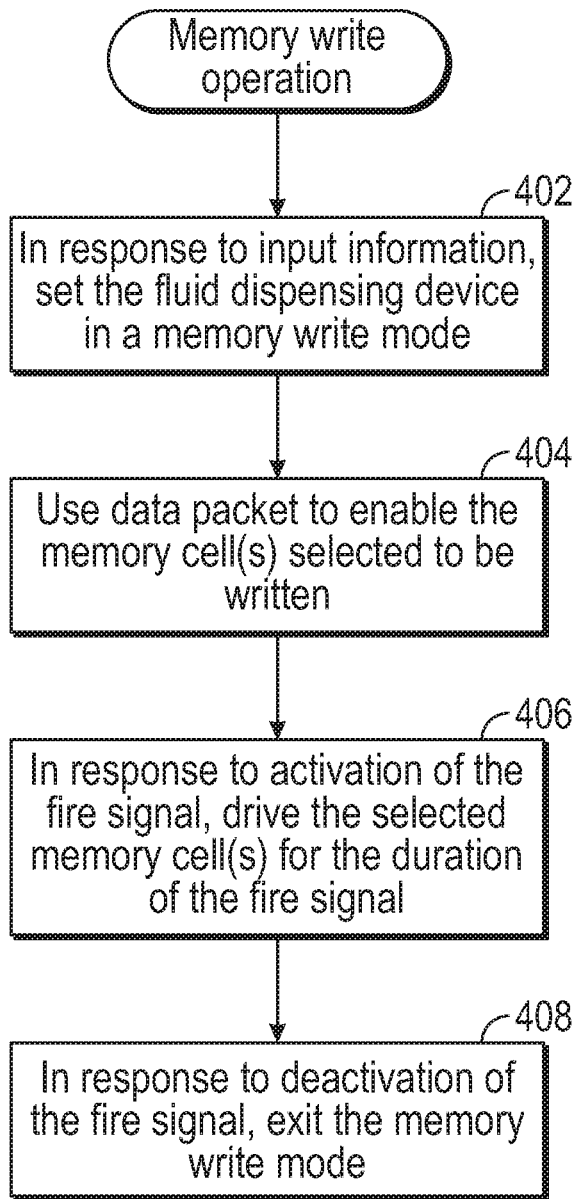 Memory write
operation
402
In response to input information,
set the fluid dispensing device
in a memory write mode
404
Use data packet to enable the
memory cell(s) selected to be
written
406
In response to activation of the
fire signal, drive the selected
memory cell(s) for the duration
of the fire signal
408
In response to deactivation of
the fire signal, exit the memory
write mode